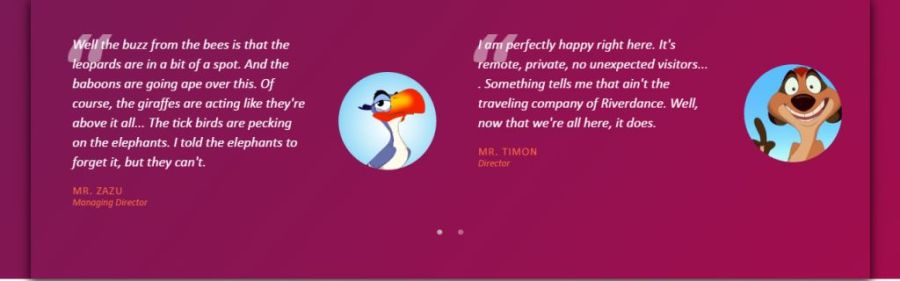 Well the buzz from the bees is that the
leopards are in a bit of a spot. And the
baboons are going ape over this. Of
course, the giraffes are acting like they're
above it all... The tick birds are pecking
on the elephants. I told the elephants to
forget it, but they can't.
MR. ZAZU
Managing Director
I am perfectly happy right here. It's
remote, private, no unexpected visitors...
. Something tells me that ain't the
traveling company of Riverdance. Well,
now that we're all here, it does.
MR. TIMON
Director